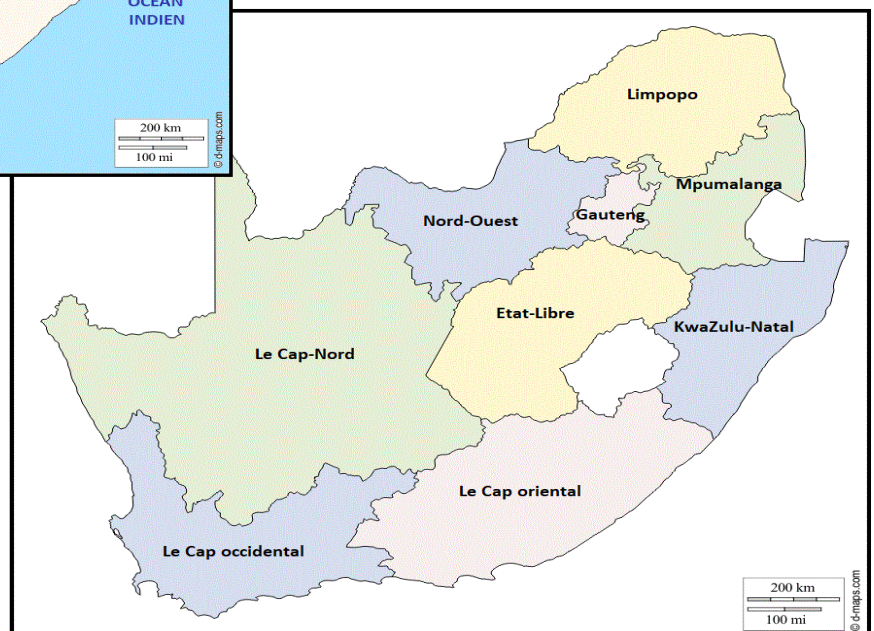 OCEAN
INDIEN
200 km
100 mi
© d-maps.com
Limpopo
Mpumalanga
Gauteng
Nord-Ouest
Etat-Libre
KwaZulu-Natal
Le Cap-Nord
Le Cap oriental
Le Cap occidental
200 km
100 mi
© d-maps.com